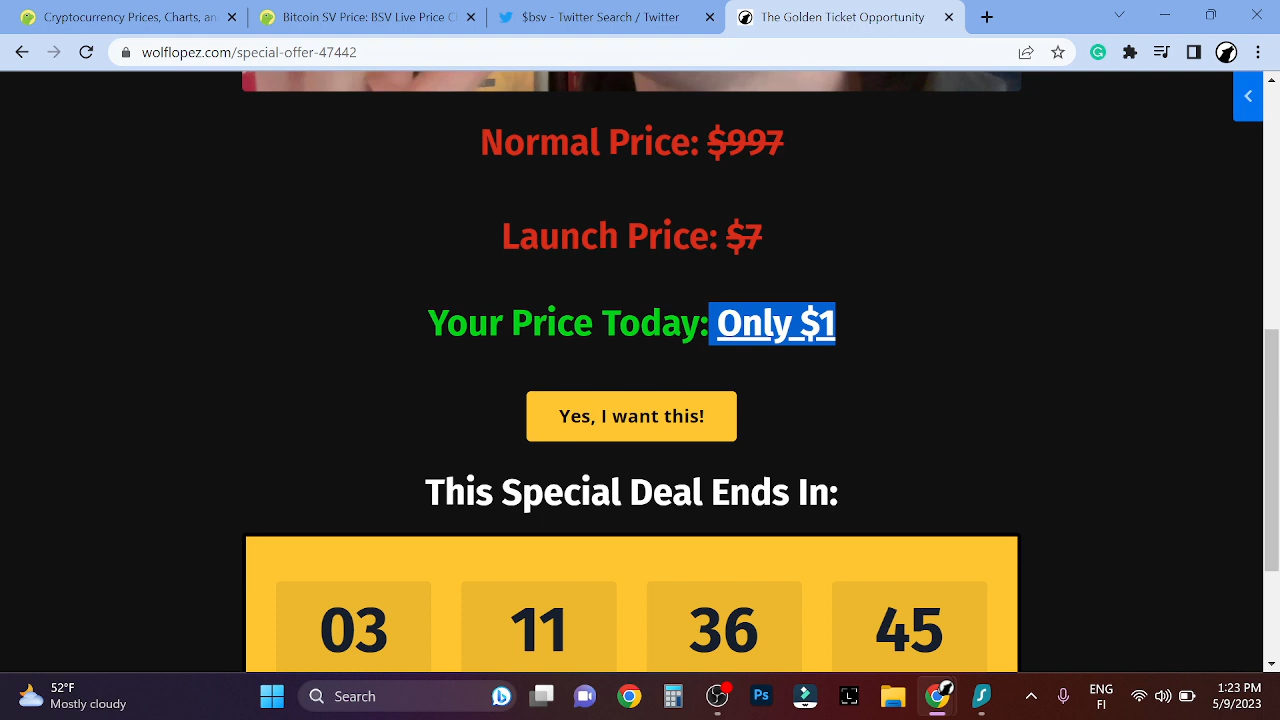 Cryptocurrency Prices, Charts, an
Bitcoin SV Price: BSV Live Price C
$bsv - Twitter Search / Twitter
The Golden Ticket Opportunity
wolflopez.com/special-offer-47442
Normal Price: $997
Launch Price: $7
Your Price Today: Only $1
Yes, I want this!
This Special Deal Ends In:
03 11 36 45
52°F
Mostly cloudy
Search
Ps
L
ENG
FI
1:23 PM
5/9/2023